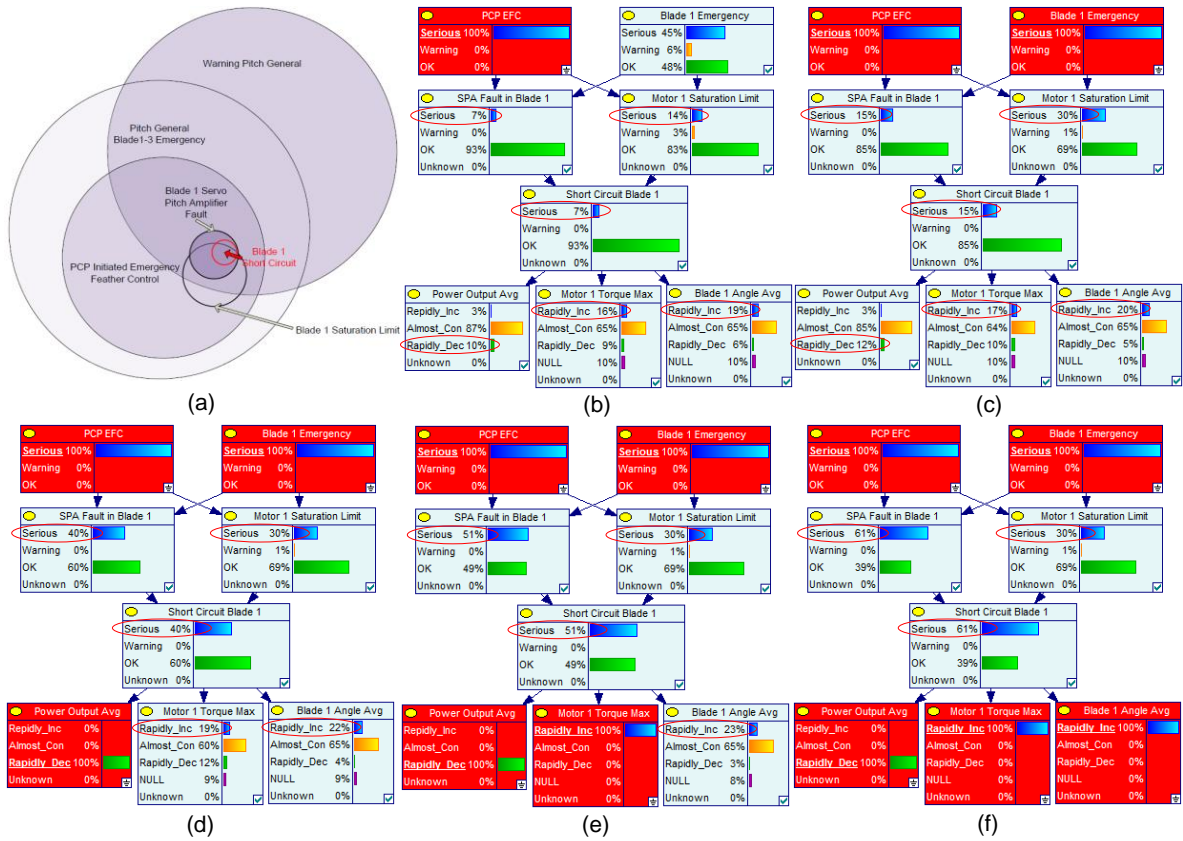 Warning Pitch General
Pitch General
Blade1-3 Emergency
Blade 1 Servo
Pitch Amplifier
Fault
Blade 1
Short Circuit
PCP Initiated Emergency
Feather Control
Blade 1 Saturation Limit
(a)
PCP EFC
Serious 100%
Warning 0%
OK 0%
Blade 1 Emergency
Serious 45%
Warning 6%
OK 48%
SPA Fault in Blade 1
Serious 7%
Warning 0%
OK 93%
Unknown 0%
Motor 1 Saturation Limit
Serious 14%
Warning 3%
OK 83%
Unknown 0%
Short Circuit Blade 1
Serious 7%
Warning 0%
OK 93%
Unknown 0%
Power Output Avg
Repidly_Inc 3%
Almost_Con 87%
Rapidly_Dec 10%
Unknown 0%
Motor 1 Torque Max
Rapidly_Inc 16%
Almost_Con 65%
Rapidly_Dec 9%
NULL 10%
Unknown 0%
Blade 1 Angle Avg
Rapidly_Inc 19%
Almost_Con 65%
Rapidly_Dec 6%
NULL 10%
Unknown 0%
(b)
PCP EFC
Serious 100%
Warning 0%
OK 0%
Blade 1 Emergency
Serious 100%
Warning 0%
OK 0%
SPA Fault in Blade 1
Serious 15%
Warning 0%
OK 85%
Unknown 0%
Motor 1 Saturation Limit
Serious 30%
Warning 1%
OK 69%
Unknown 0%
Short Circuit Blade 1
Serious 15%
Warning 0%
OK 85%
Unknown 0%
Power Output Avg
Repidly_Inc 3%
Almost_Con 85%
Rapidly_Dec 12%
Unknown 0%
Motor 1 Torque Max
Rapidly_Inc 17%
Almost_Con 64%
Rapidly_Dec 10%
NULL 10%
Unknown 0%
Blade 1 Angle Avg
Rapidly_Inc 20%
Almost_Con 65%
Rapidly_Dec 5%
NULL 10%
Unknown 0%
(c)
PCP EFC
Serious 100%
Warning 0%
OK 0%
Blade 1 Emergency
Serious 100%
Warning 0%
OK 0%
SPA Fault in Blade 1
Serious 40%
Warning 0%
OK 60%
Unknown 0%
Motor 1 Saturation Limit
Serious 30%
Warning 1%
OK 69%
Unknown 0%
Short Circuit Blade 1
Serious 40%
Warning 0%
OK 60%
Unknown 0%
Power Output Avg
Repidly_Inc 0%
Almost_Con 0%
Rapidly_Dec 100%
Unknown 0%
Motor 1 Torque Max
Rapidly_Inc 19%
Almost_Con 60%
Rapidly_Dec 12%
NULL 9%
Unknown 0%
Blade 1 Angle Avg
Rapidly_Inc 22%
Almost_Con 65%
Rapidly_Dec 4%
NULL 9%
Unknown 0%
(d)
PCP EFC
Serious 100%
Warning 0%
OK 0%
Blade 1 Emergency
Serious 100%
Warning 0%
OK 0%
SPA Fault in Blade 1
Serious 51%
Warning 0%
OK 49%
Unknown 0%
Motor 1 Saturation Limit
Serious 30%
Warning 1%
OK 69%
Unknown 0%
Short Circuit Blade 1
Serious 51%
Warning 0%
OK 49%
Unknown 0%
Power Output Avg
Repidly_Inc 0%
Almost_Con 0%
Rapidly_Dec 100%
Unknown 0%
Motor 1 Torque Max
Rapidly_Inc 100%
Almost_Con 0%
Rapidly_Dec 0%
NULL 0%
Unknown 0%
Blade 1 Angle Avg
Rapidly_Inc 23%
Almost_Con 65%
Rapidly_Dec 3%
NULL 8%
Unknown 0%
(e)
PCP EFC
Serious 100%
Warning 0%
OK 0%
Blade 1 Emergency
Serious 100%
Warning 0%
OK 0%
SPA Fault in Blade 1
Serious 61%
Warning 0%
OK 39%
Unknown 0%
Motor 1 Saturation Limit
Serious 30%
Warning 1%
OK 69%
Unknown 0%
Short Circuit Blade 1
Serious 61%
Warning 0%
OK 39%
Unknown 0%
Power Output Avg
Repidly_Inc 0%
Almost_Con 0%
Rapidly_Dec 100%
Unknown 0%
Motor 1 Torque Max
Rapidly_Inc 100%
Almost_Con 0%
Rapidly_Dec 0%
NULL 0%
Unknown 0%
Blade 1 Angle Avg
Rapidly_Inc 100%
Almost_Con 0%
Rapidly_Dec 0%
NULL 0%
Unknown 0%
(f)